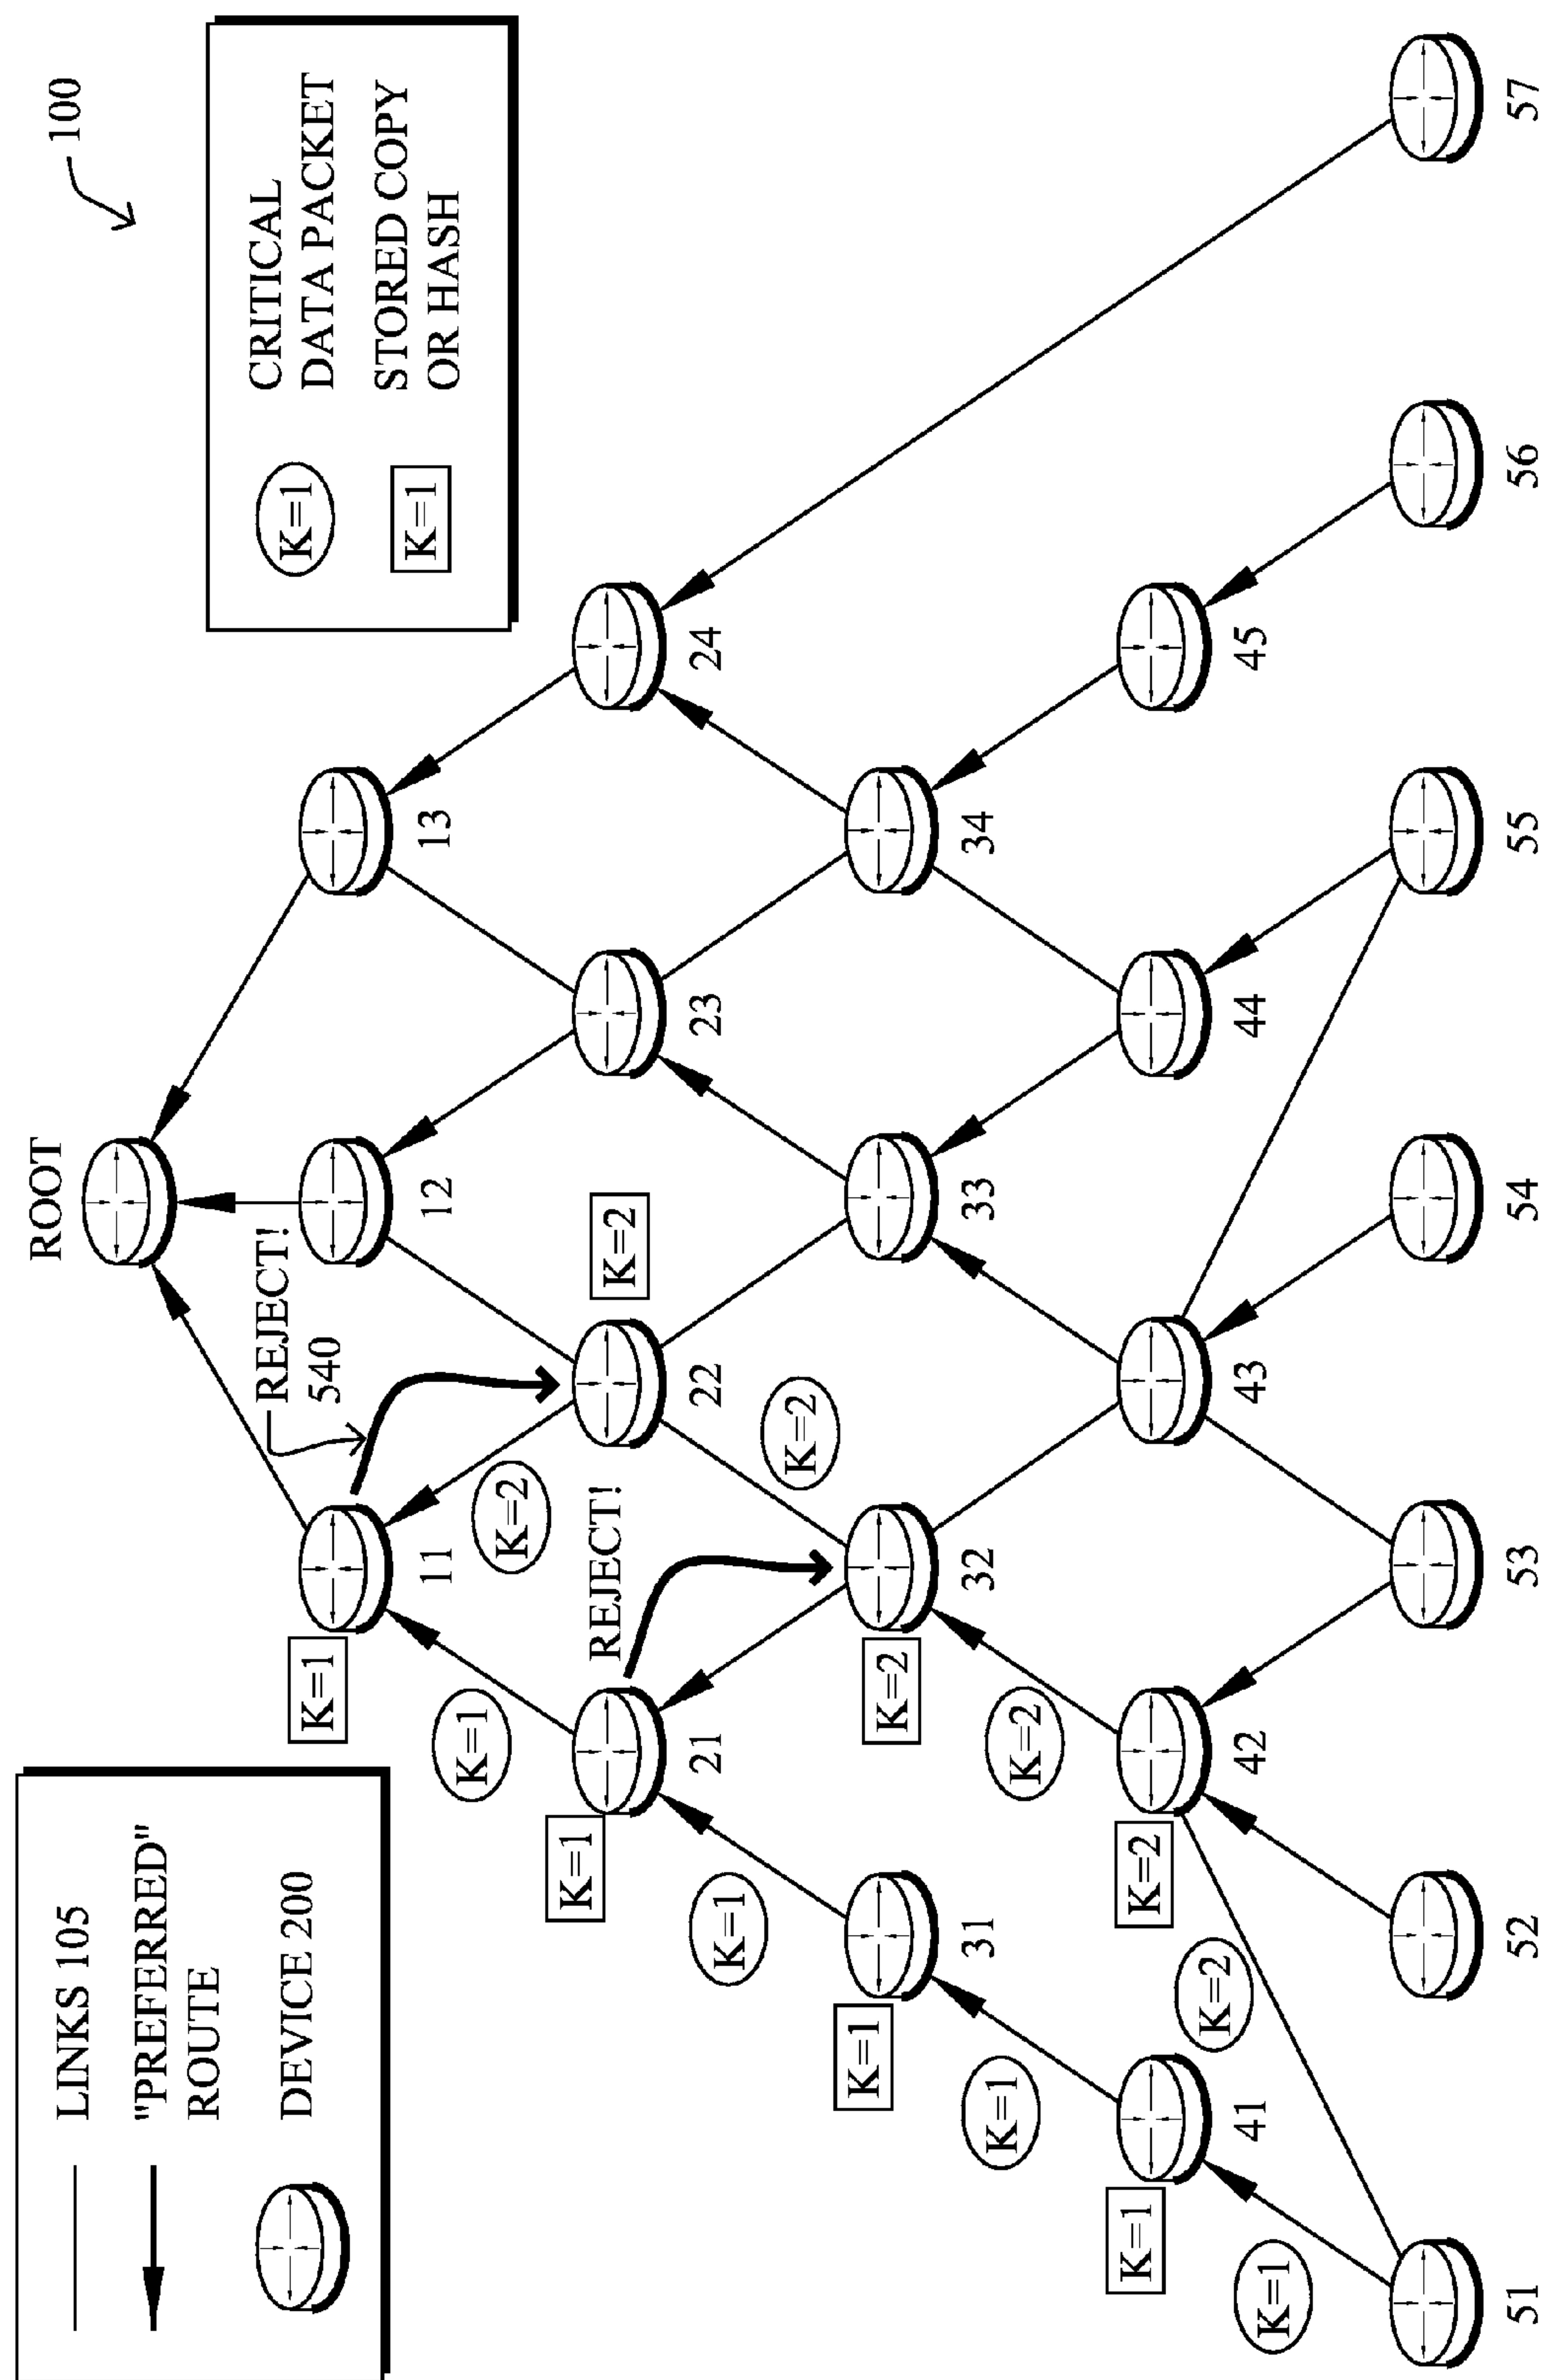 100
LINKS 105
"PREFERRED"
ROUTE
DEVICE 200
CRITICAL
DATA PACKET
STORED COPY
OR HASH
K=1
K=1
ROOT
REJECT!
540
K=1
11
12
13
K=2
K=1
REJECT!
K=2
K=1
21
22
23
24
K=1
K=2
K=1
K=2
31
32
33
34
K=1
K=2
K=1
K=2
41
42
43
44
45
K=2
K=1
51
52
53
54
55
56
57